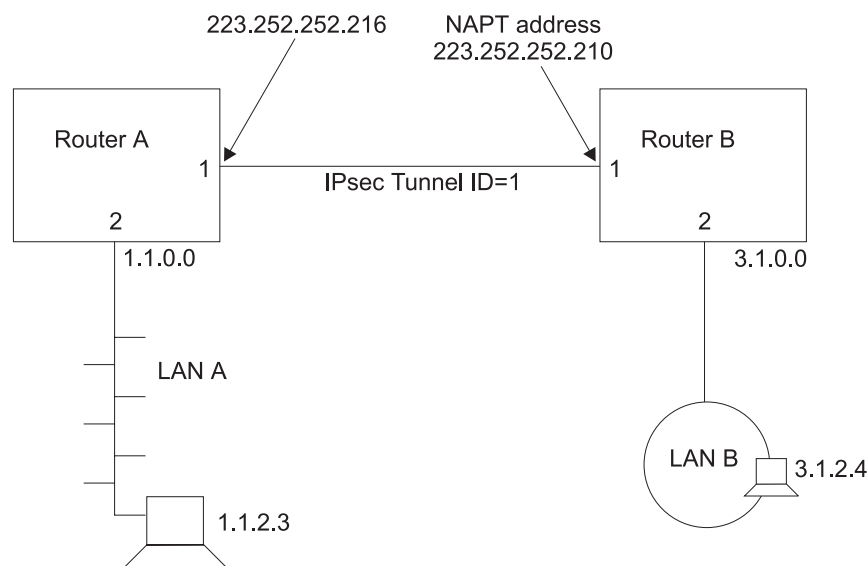 223.252.252.216
NAPT address
223.252.252.210
Router A
Router B
1
1
IPsec Tunnel ID=1
2
2
1.1.0.0
3.1.0.0
LAN A
LAN B
3.1.2.4
1.1.2.3